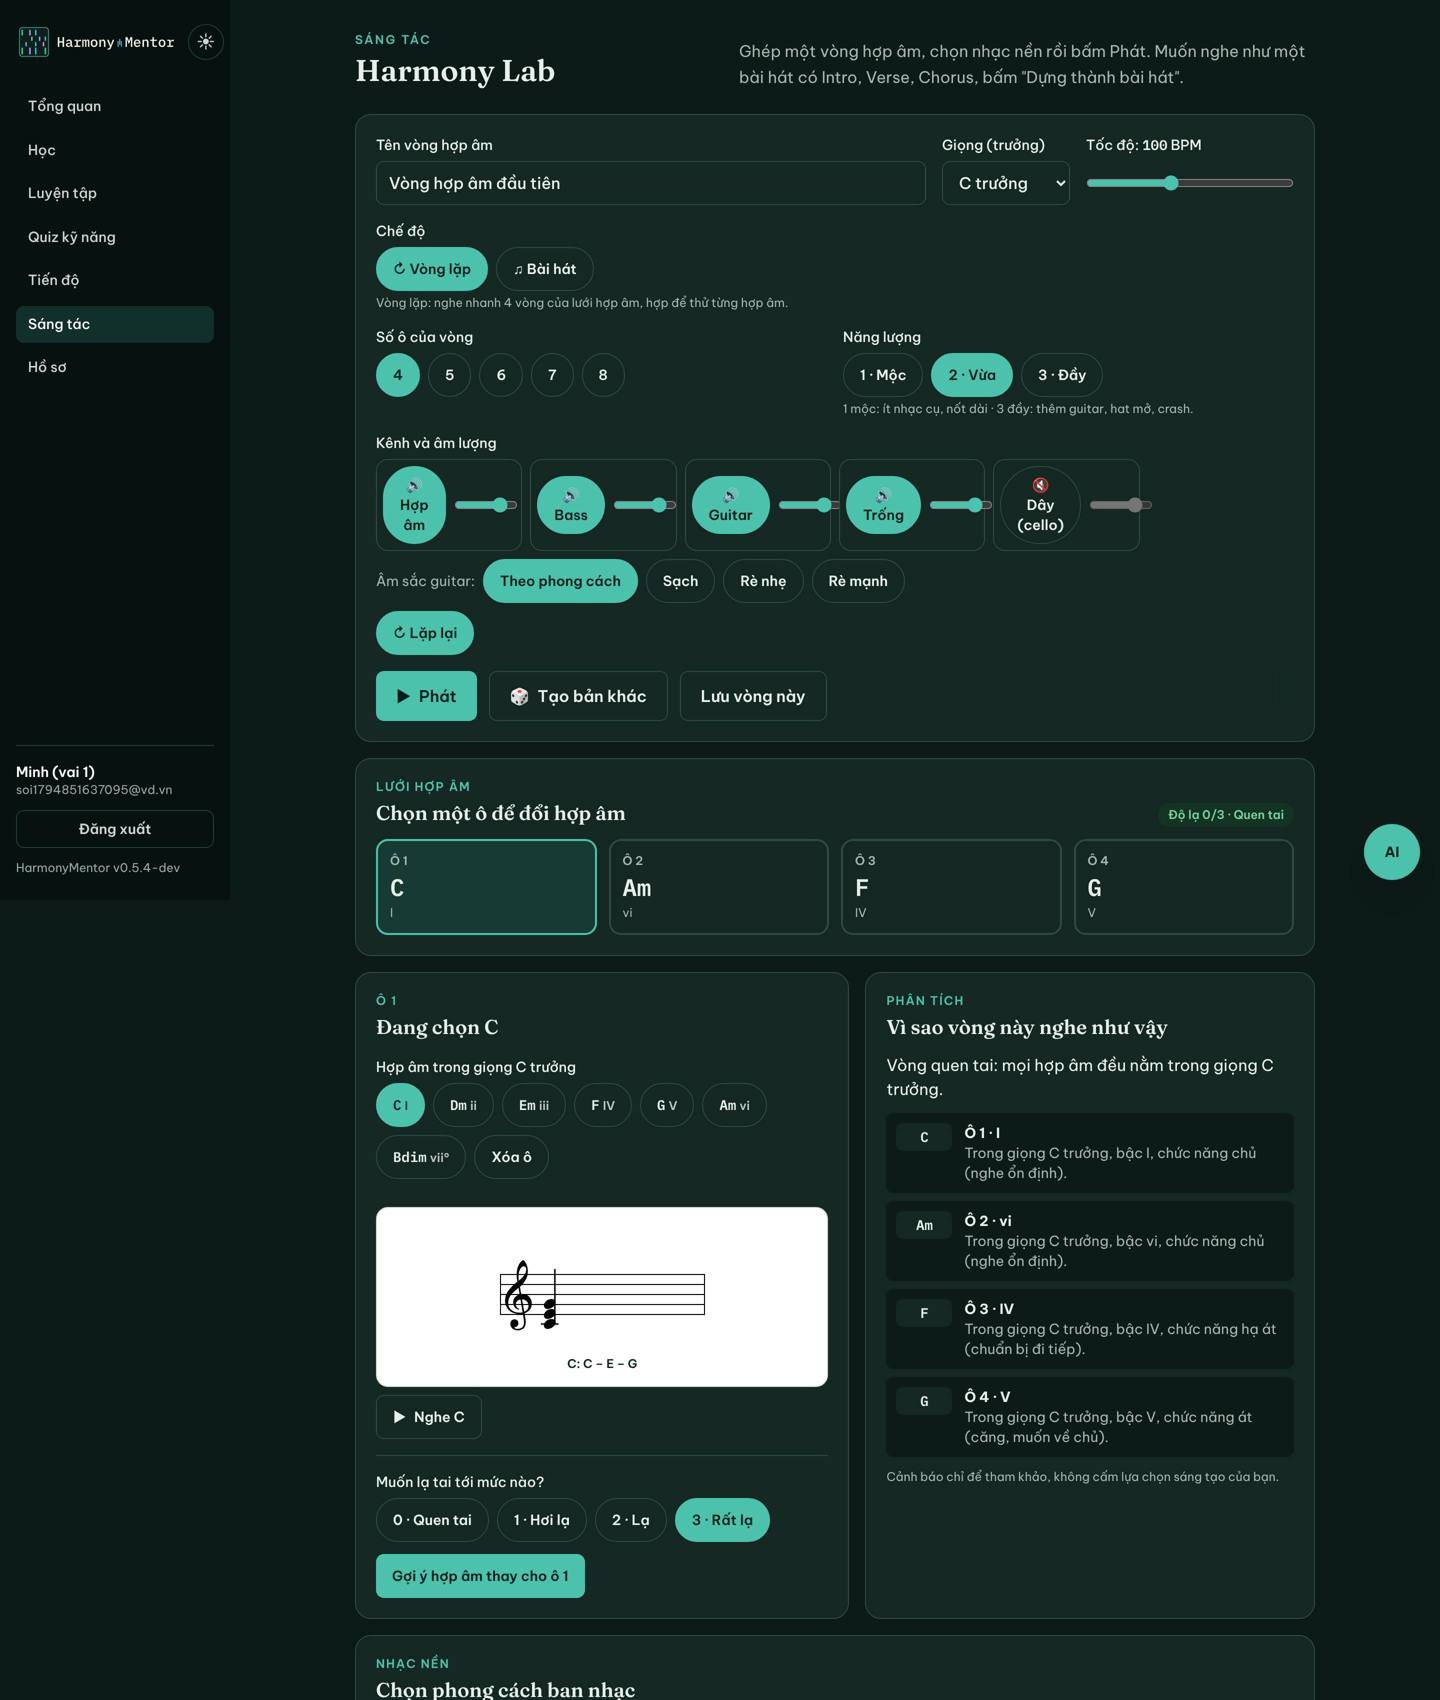 Harmony Mentor
Tổng quan
Học
Luyện tập
Quiz kỹ năng
Tiến độ
Sáng tác
Hồ sơ
Minh (vai 1)
soi1794851637095@vd.vn
Đăng xuất
HarmonyMentor v0.5.4-dev
SÁNG TÁC
Harmony Lab
Ghép một vòng hợp âm, chọn nhạc nền rồi bấm Phát. Muốn nghe như một
bài hát có Intro, Verse, Chorus, bấm "Dựng thành bài hát".
Tên vòng hợp âm
Vòng hợp âm đầu tiên
Giọng (trưởng)
C trưởng
Tốc độ: 100 BPM
Chế độ
↻ Vòng lặp
♫ Bài hát
Vòng lặp: nghe nhanh 4 vòng của lưới hợp âm, hợp để thử từng hợp âm.
Số ô của vòng
4 5 6 7 8
Năng lượng
1 · Mộc
2 · Vừa
3 · Đầy
1 mộc: ít nhạc cụ, nốt dài · 3 đầy: thêm guitar, hat mở, crash.
Kênh và âm lượng
Hợp
âm
Bass
Guitar
Trống
Dây
(cello)
Âm sắc guitar:
Theo phong cách
Sạch
Rè nhẹ
Rè mạnh
↻ Lặp lại
▶ Phát
🎲 Tạo bản khác
Lưu vòng này
LƯỚI HỢP ÂM
Chọn một ô để đổi hợp âm
Độ lạ 0/3 · Quen tai
Ô 1
C
I
Ô 2
Am
vi
Ô 3
F
IV
Ô 4
G
V
AI
Ô 1
Đang chọn C
Hợp âm trong giọng C trưởng
C I
Dm ii
Em iii
F IV
G V
Am vi
Bdim vii°
Xóa ô
C: C – E – G
▶ Nghe C
Muốn lạ tai tới mức nào?
0 · Quen tai
1 · Hơi lạ
2 · Lạ
3 · Rất lạ
Gợi ý hợp âm thay cho ô 1
PHÂN TÍCH
Vì sao vòng này nghe như vậy
Vòng quen tai: mọi hợp âm đều nằm trong giọng C
trưởng.
C
Ô 1 · I
Trong giọng C trưởng, bậc I, chức năng chủ
(nghe ổn định).
Am
Ô 2 · vi
Trong giọng C trưởng, bậc vi, chức năng chủ
(nghe ổn định).
F
Ô 3 · IV
Trong giọng C trưởng, bậc IV, chức năng hạ át
(chuẩn bị đi tiếp).
G
Ô 4 · V
Trong giọng C trưởng, bậc V, chức năng át
(căng, muốn về chủ).
Cảnh báo chỉ để tham khảo, không cấm lựa chọn sáng tạo của bạn.
NHẠC NỀN
Chọn phong cách ban nhạc